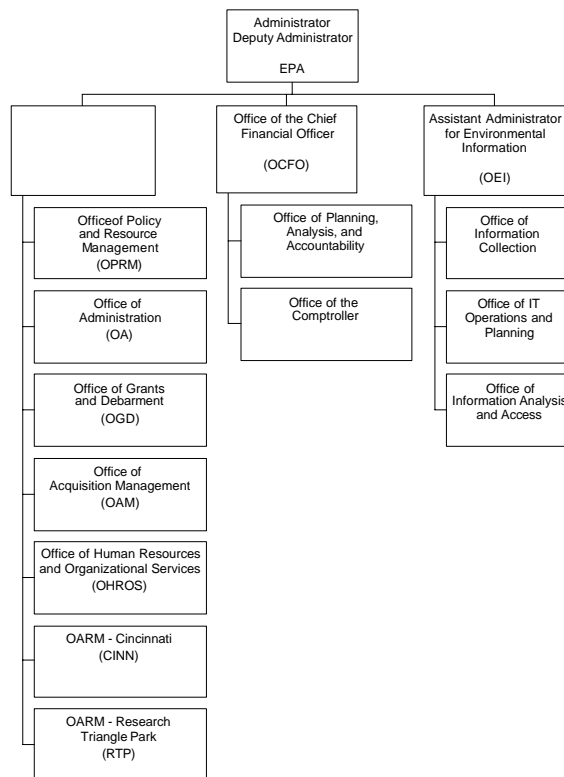 Administrator
Deputy Administrator
EPA
Office of the Chief
Financial Officer
(OCFO)
Assistant Administrator
for Environmental
Information
(OEI)
Officeof Policy
and Resource
Management
(OPRM)
Office of
Administration
(OA)
Office of Grants
and Debarment
(OGD)
Office of
Acquisition Management
(OAM)
Office of Human Resources
and Organizational Services
(OHROS)
OARM - Cincinnati
(CINN)
OARM - Research
Triangle Park
(RTP)
Office of Planning,
Analysis, and
Accountability
Office of the
Comptroller
Office of
Information
Collection
Office of IT
Operations and
Planning
Office of
Information Analysis
and Access